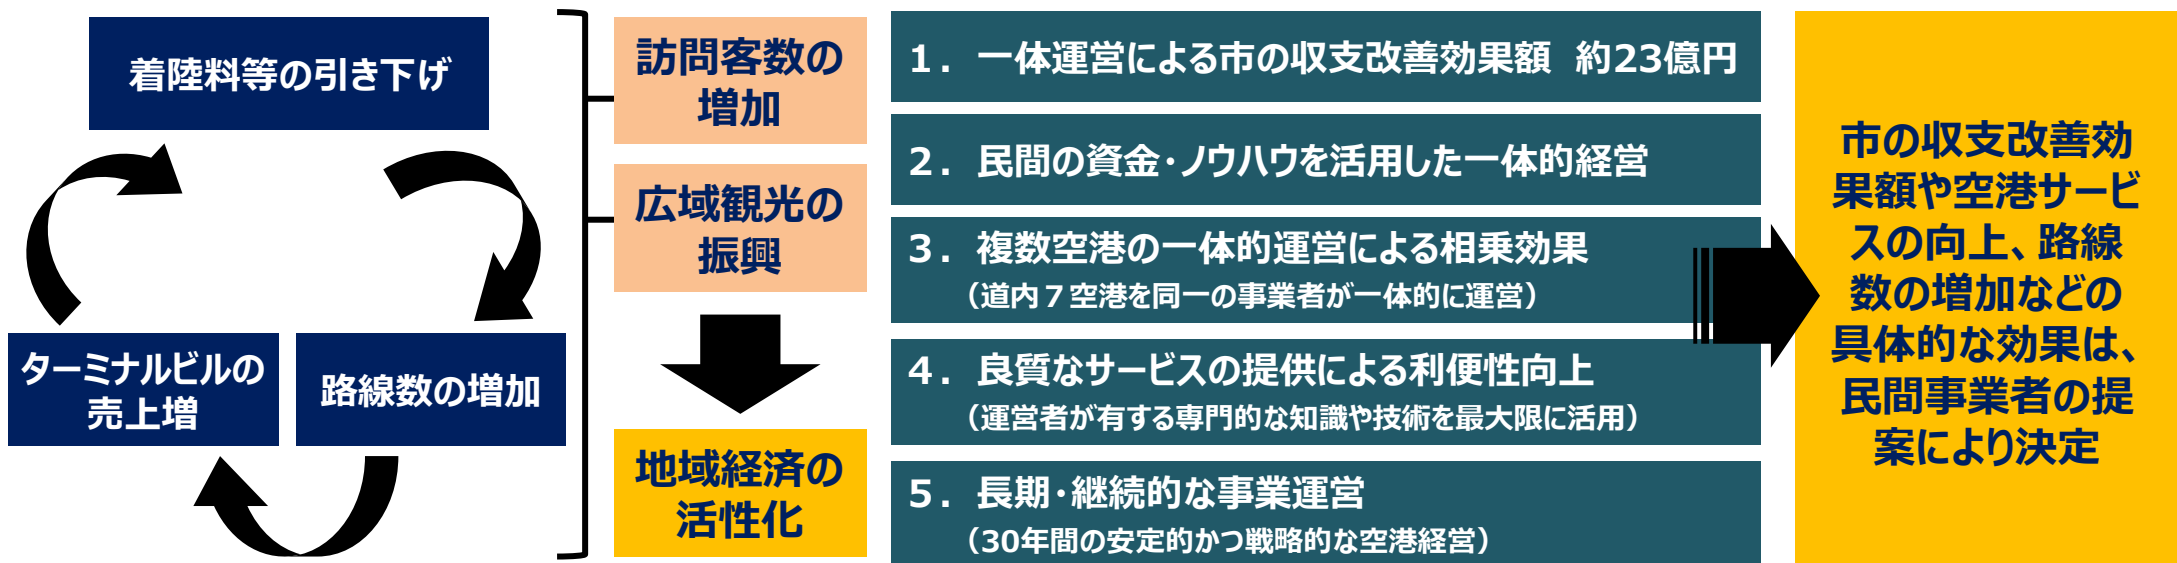 着陸料等の引き下げ
ターミナルビルの
売上増
路線数の増加
訪問客数の
増加
広域観光の
振興
地域経済の
活性化
１．一体運営による市の収支改善効果額　約23億円
２．民間の資金・ノウハウを活用した一体的経営
３．複数空港の一体的運営による相乗効果
（道内７空港を同一の事業者が一体的に運営）
４．良質なサービスの提供による利便性向上
（運営者が有する専門的な知識や技術を最大限に活用）
５．長期・継続的な事業運営
（30年間の安定的かつ戦略的な空港経営）
市の収支改善効
果額や空港サービ
スの向上、路線
数の増加などの
具体的な効果は、
民間事業者の提
案により決定